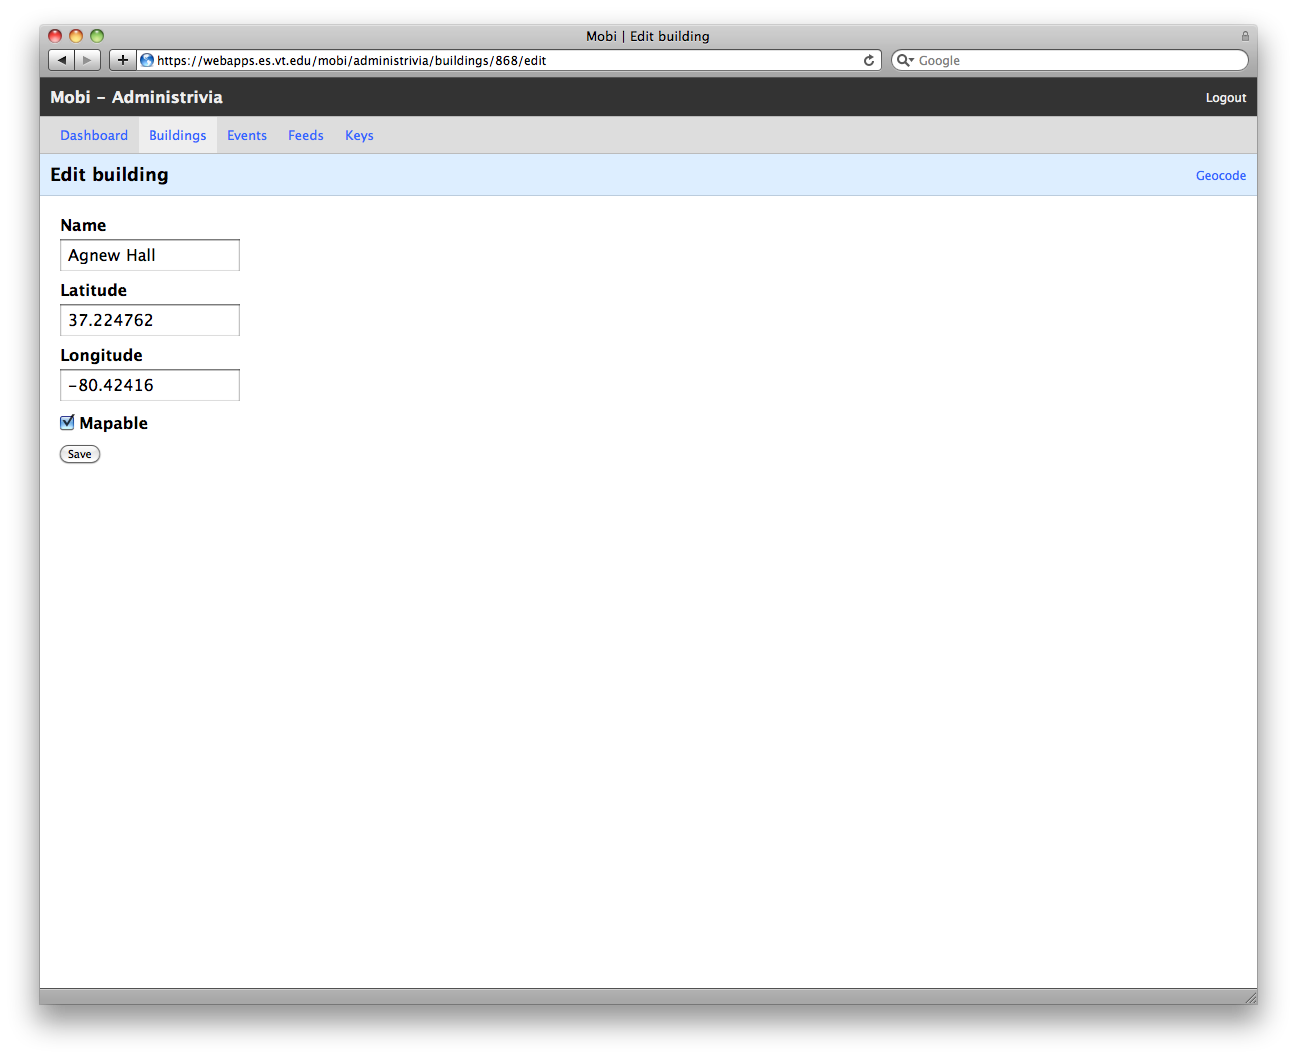 Mobi | Edit building
https://webapps.es.vt.edu/mobi/administrivia/buildings/868/edit
Google
Mobi – Administrivia
Logout
Dashboard Buildings Events Feeds Keys
Edit building
Geocode
Name
Agnew Hall
Latitude
37.224762
Longitude
-80.42416
Mapable
Save